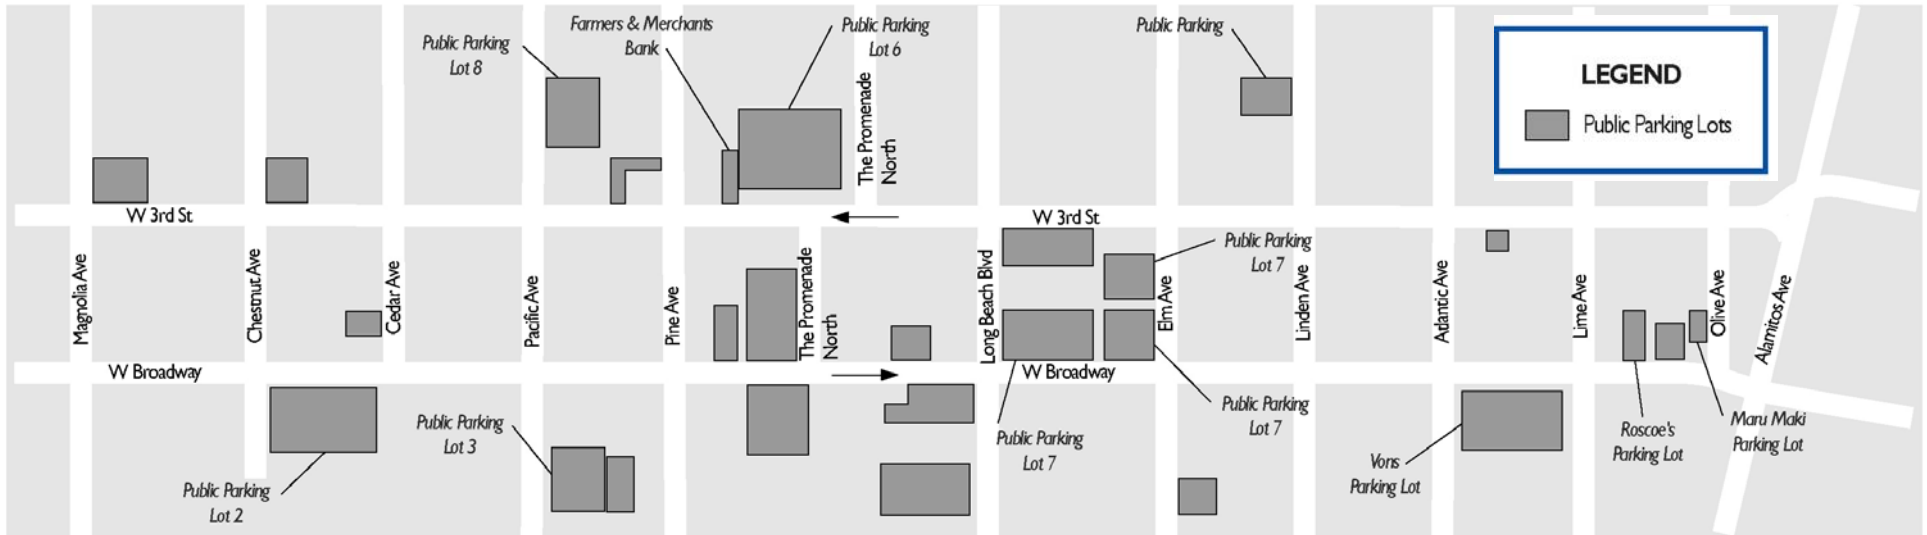 Public Parking
Lot 8
Farmers & Merchants
Bank
Public Parking
Lot 6
Public Parking
LEGEND
Public Parking Lots
The Promenade
North
W 3rd St
W 3rd St
Magnolia Ave
Chestnut Ave
Cedar Ave
Pacific Ave
Pine Ave
The Promenade
North
Long Beach Blvd
Public Parking
Lot 7
Elm Ave
Linden Ave
Atlantic Ave
Lime Ave
Olive Ave
Alamitos Ave
W Broadway
W Broadway
Public Parking
Lot 2
Public Parking
Lot 3
Public Parking
Lot 7
Public Parking
Lot 7
Vons
Parking Lot
Roscoe's
Parking Lot
Maru Maki
Parking Lot